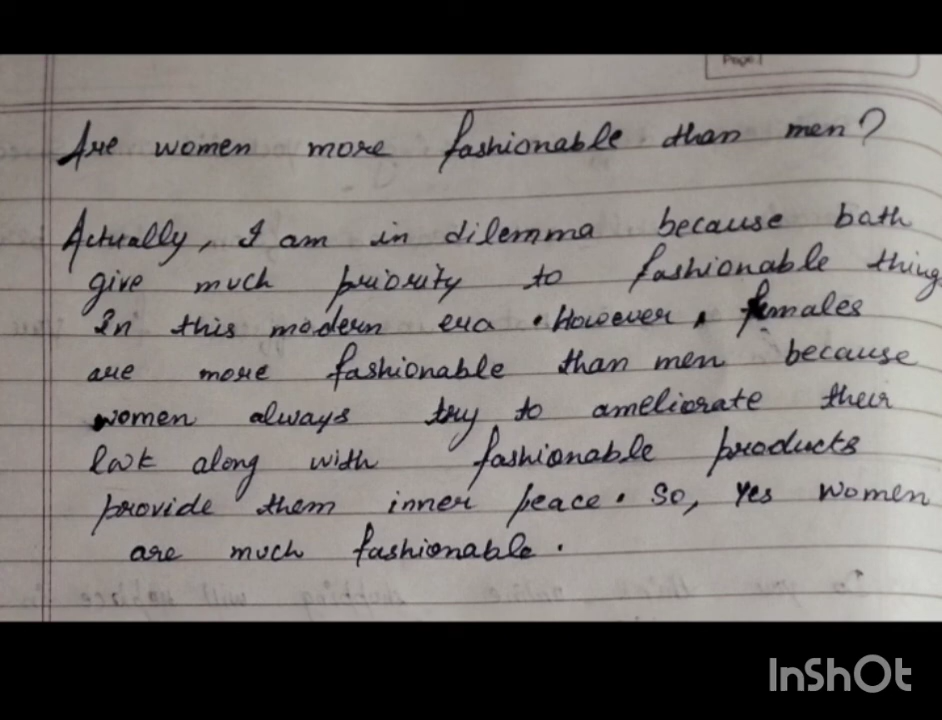 Page:
Are women more fashionable than men?
Actually, I am in dilemma because both
give much priority to fashionable thing
In this modern era. However, females
are more fashionable than men because
women always try to ameliorate their
look along with fashionable products
provide them inner peace. So, yes women
are much fashionable.
InShOt